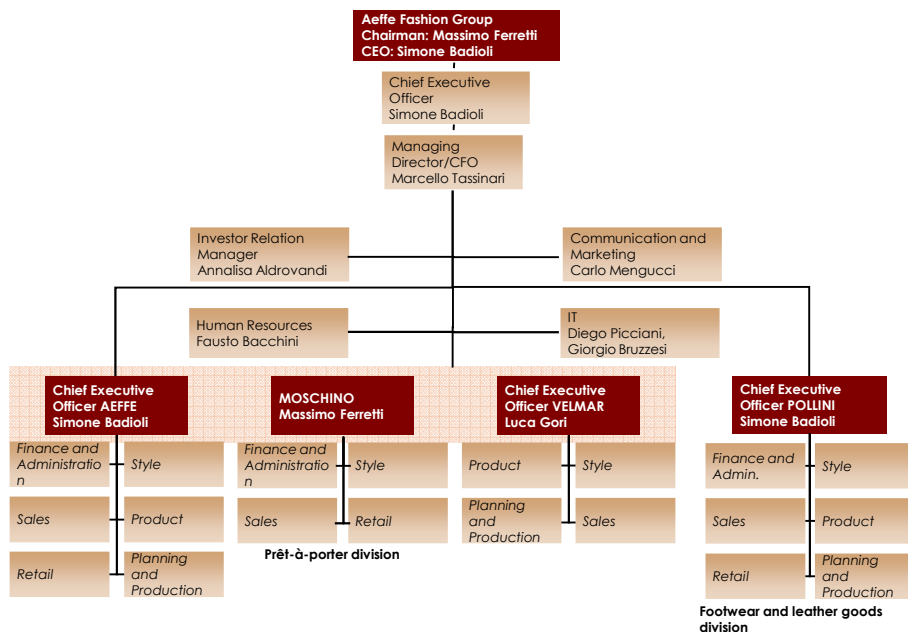 Aeffe Fashion Group
Chairman: Massimo Ferretti
CEO: Simone Badioli
Chief Executive
Officer
Simone Badioli
Managing
Director/CFO
Marcello Tassinari
Investor Relation
Manager
Annalisa Aldrovandi
Communication and
Marketing
Carlo Mengucci
Human Resources
Fausto Bacchini
IT
Diego Picciani,
Giorgio Bruzzesi
Chief Executive
Officer AEFFE
Simone Badioli
MOSCHINO
Massimo Ferretti
Chief Executive
Officer VELMAR
Luca Gori
Chief Executive
Officer POLLINI
Simone Badioli
Finance and
Administratio
n
Style
Sales
Product
Retail
Planning
and
Production
Finance and
Administratio
n
Style
Sales
Retail
Prêt-à-porter division
Product
Style
Planning
and
Production
Sales
Finance and
Admin.
Style
Sales
Product
Retail
Planning
and
Production
Footwear and leather goods
division